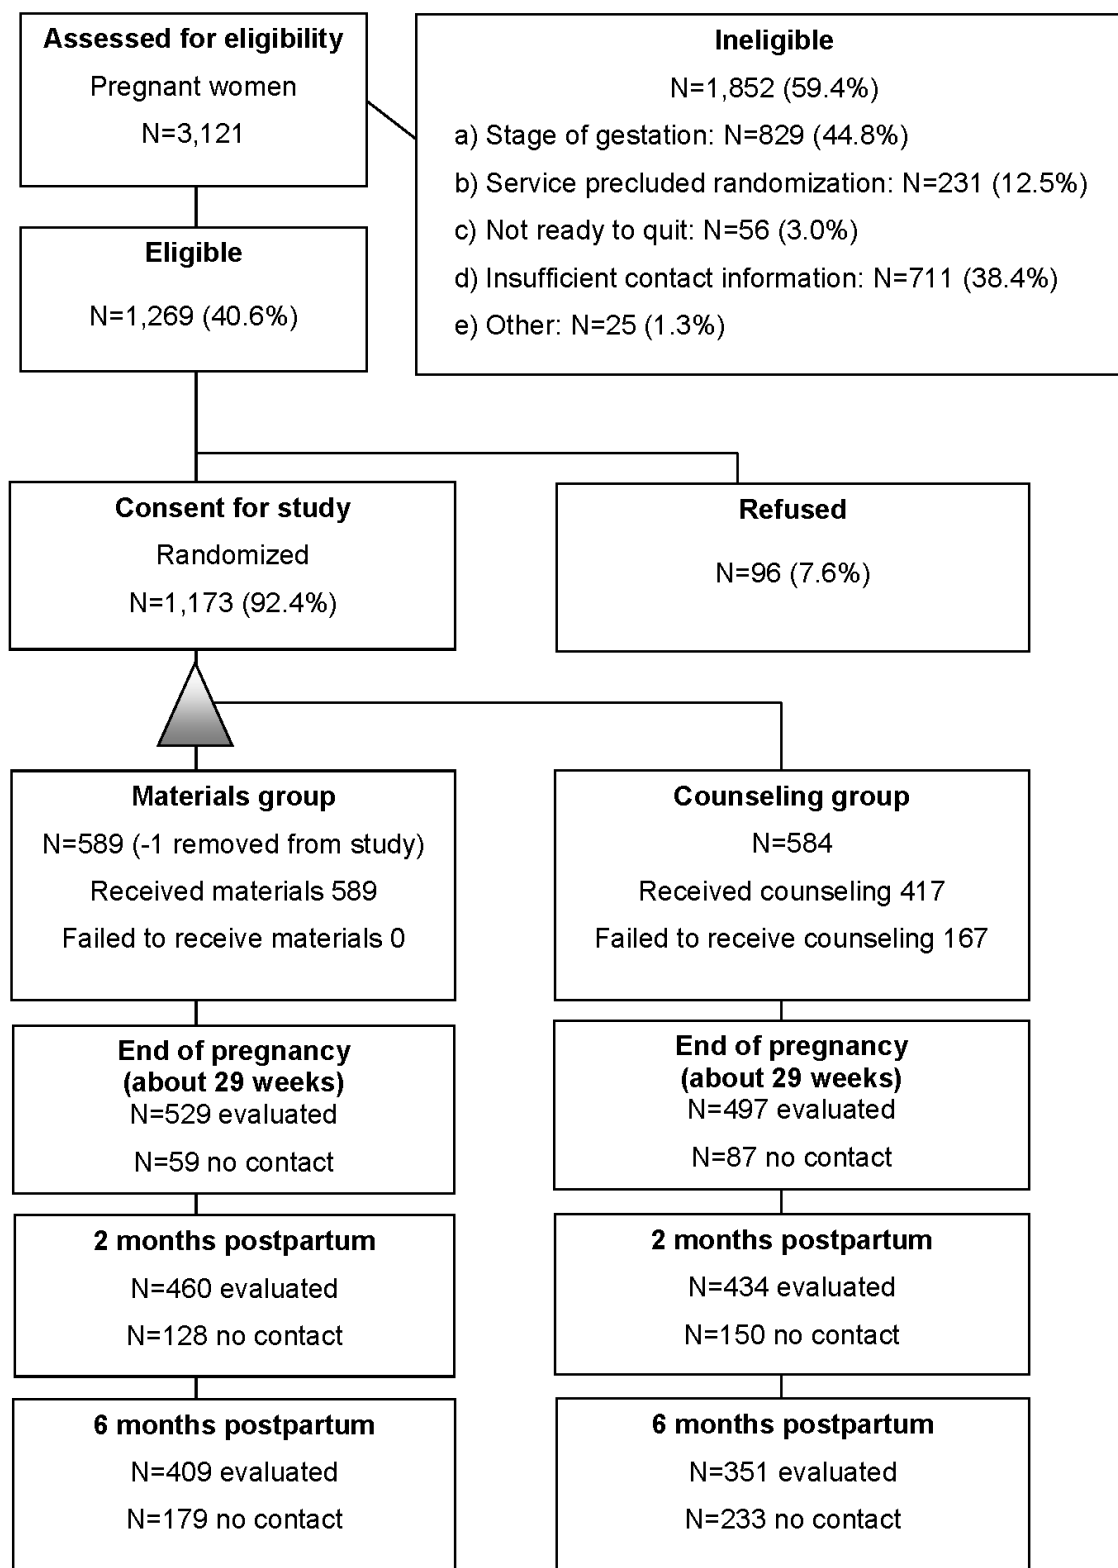 Assessed for eligibility
Pregnant women
N=3,121
Ineligible
N=1,852 (59.4%)
a) Stage of gestation: N=829 (44.8%)
b) Service precluded randomization: N=231 (12.5%)
c) Not ready to quit: N=56 (3.0%)
d) Insufficient contact information: N=711 (38.4%)
e) Other: N=25 (1.3%)
Eligible
N=1,269 (40.6%)
Consent for study
Randomized
N=1,173 (92.4%)
Refused
N=96 (7.6%)
Materials group
N=589 (-1 removed from study)
Received materials 589
Failed to receive materials 0
Counseling group
N=584
Received counseling 417
Failed to receive counseling 167
End of pregnancy
(about 29 weeks)
N=529 evaluated
N=59 no contact
End of pregnancy
(about 29 weeks)
N=497 evaluated
N=87 no contact
2 months postpartum
N=460 evaluated
N=128 no contact
2 months postpartum
N=434 evaluated
N=150 no contact
6 months postpartum
N=409 evaluated
N=179 no contact
6 months postpartum
N=351 evaluated
N=233 no contact